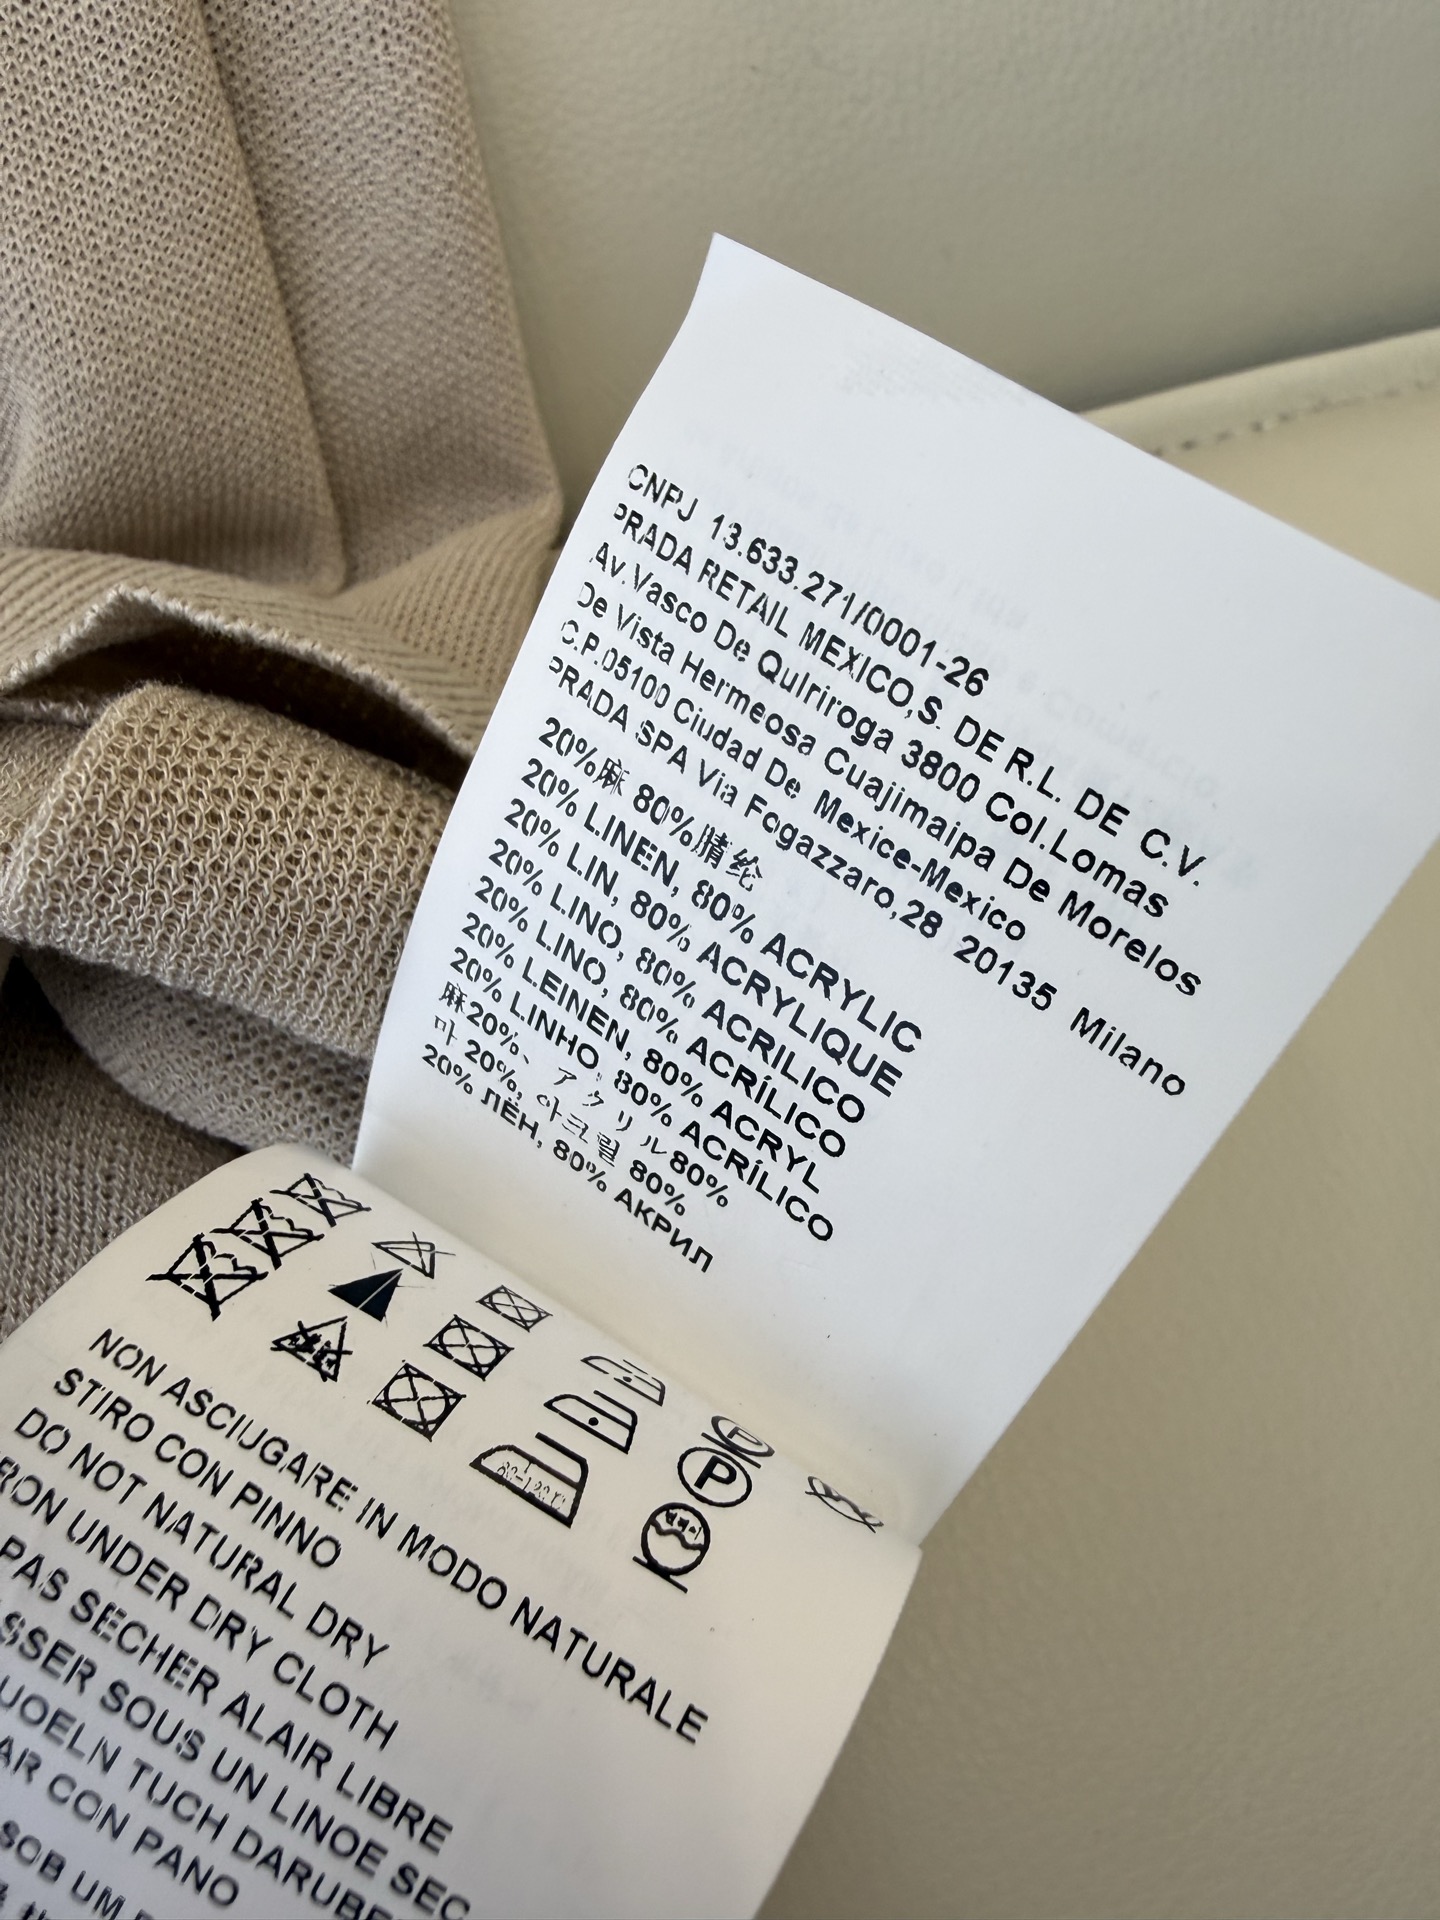 CNPJ 13.633.271/0001-26
PRADA RETAIL MEXICO,S. DE R.L. DE C.V.
Av.Vasco De Qulriroga 3800 Col.Lomas
De Vista Hermeosa Cuajimaipa De Morelos
C.P.05100 Ciudad De Mexice-Mexico
PRADA SPA Via Fogazzaro,28 20135 Milano
20%麻 80%腈纶
20% LINEN, 80% ACRYLIC
20% LIN, 80% ACRYLIQUE
20% LINO, 80% ACRILICO
20% LINO, 80% ACRÍLICO
20% LEINEN, 80% ACRYL
20% LINHO, 80% ACRÍLICO
麻20%、アクリル80%
마 20%, 아크릴 80%
20% ЛЁН, 80% АКРИЛ
P
P
80-120℃
NON ASCIUGARE IN MODO NATURALE
STIRO CON PINNO
DO NOT NATURAL DRY
RON UNDER DRY CLOTH
PAS SECHER ALAIR LIBRE
SSER SOUS UN LINOE SEC
UOELN TUCH DARUBE
AR CON PANO
SOB UM